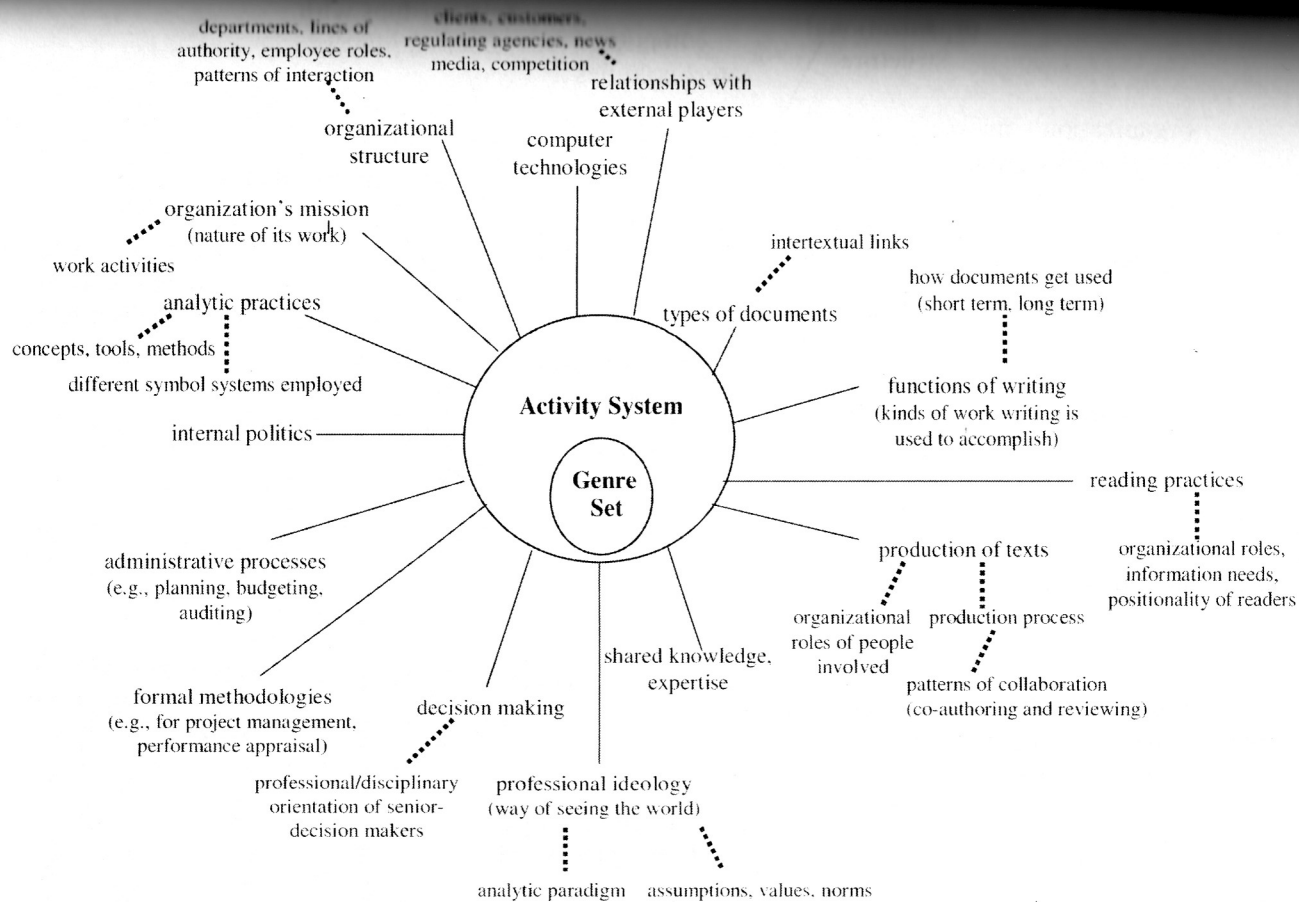 departments, lines of
authority, employee roles,
patterns of interaction
clients, customers,
regulating agencies, news
media, competition
relationships with
external players
organizational
structure
computer
technologies
organization's mission
(nature of its work)
work activities
intertextual links
how documents get used
(short term, long term)
analytic practices
types of documents
concepts, tools, methods
different symbol systems employed
functions of writing
(kinds of work writing is
used to accomplish)
Activity System
internal politics
Genre
Set
reading practices
administrative processes
(e.g., planning, budgeting,
auditing)
production of texts
organizational roles,
information needs,
positionality of readers
organizational
roles of people
involved
production process
shared knowledge,
expertise
patterns of collaboration
(co-authoring and reviewing)
formal methodologies
(e.g., for project management,
performance appraisal)
decision making
professional/disciplinary
orientation of senior-
decision makers
professional ideology
(way of seeing the world)
analytic paradigm
assumptions, values, norms